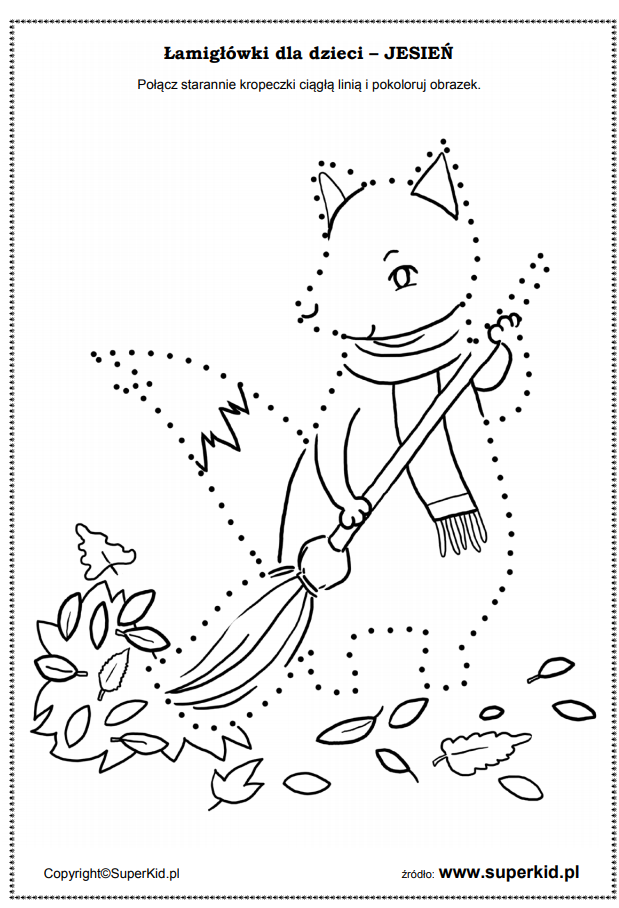 Łamigłówki dla dzieci – JESIEŃ
Połącz starannie kropeczki ciągłą linią i pokoloruj obrazek.
Copyright©SuperKid.pl
źródło: www.superkid.pl